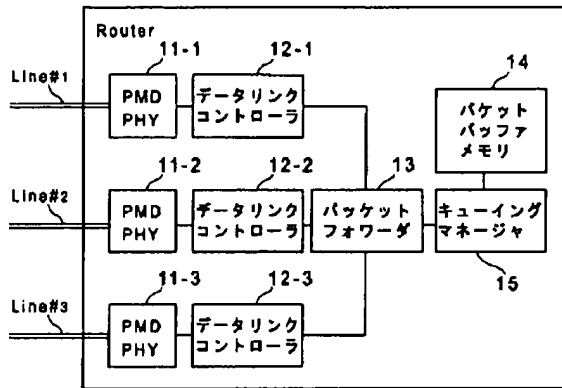 Router
11-1
12-1
14
Line#1
PMD
PHY
データリンク
コントローラ
パケット
バッファ
メモリ
11-2
12-2
13
Line#2
PMD
PHY
データリンク
コントローラ
パッケット
フォワーダ
キューイング
マネージャ
15
11-3
12-3
Line#3
PMD
PHY
データリンク
コントローラ